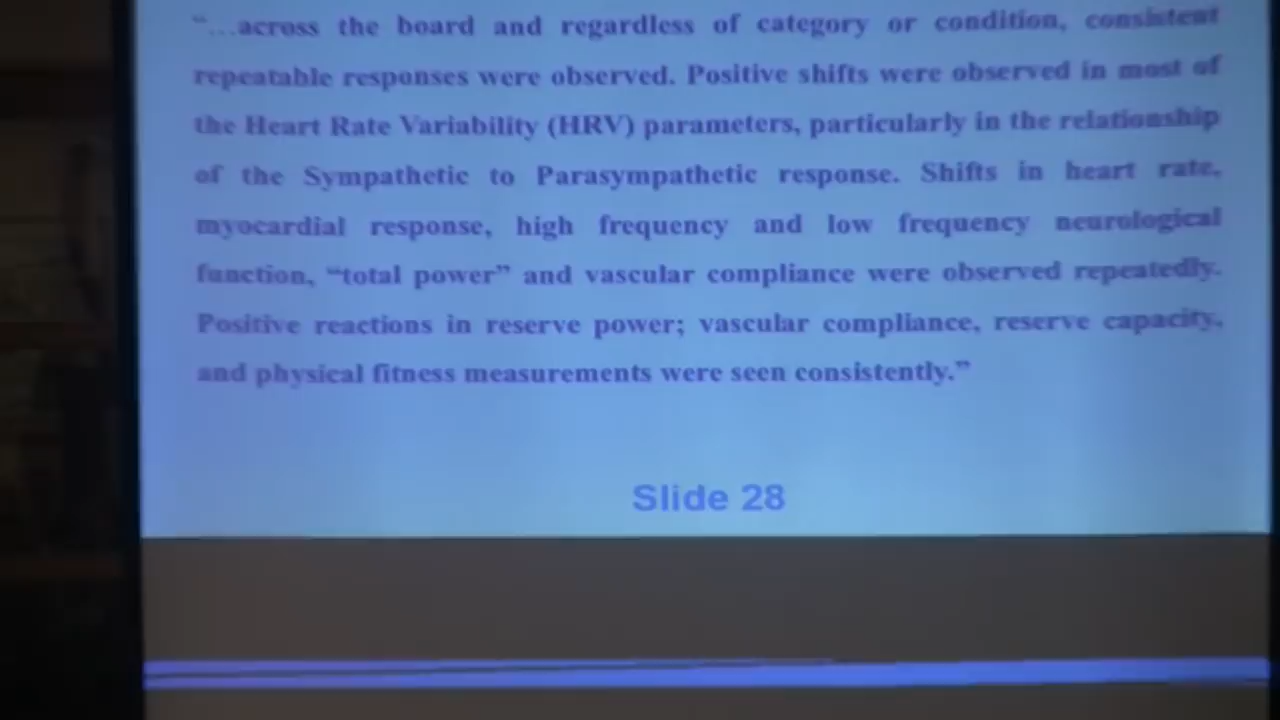 “...across the board and regardless of category or condition, consistent
repeatable responses were observed. Positive shifts were observed in most of
the Heart Rate Variability (HRV) parameters, particularly in the relationship
of the Sympathetic to Parasympathetic response. Shifts in heart rate,
myocardial response, high frequency and low frequency neurological
function, “total power” and vascular compliance were observed repeatedly.
Positive reactions in reserve power; vascular compliance, reserve capacity,
and physical fitness measurements were seen consistently.”
Slide 28